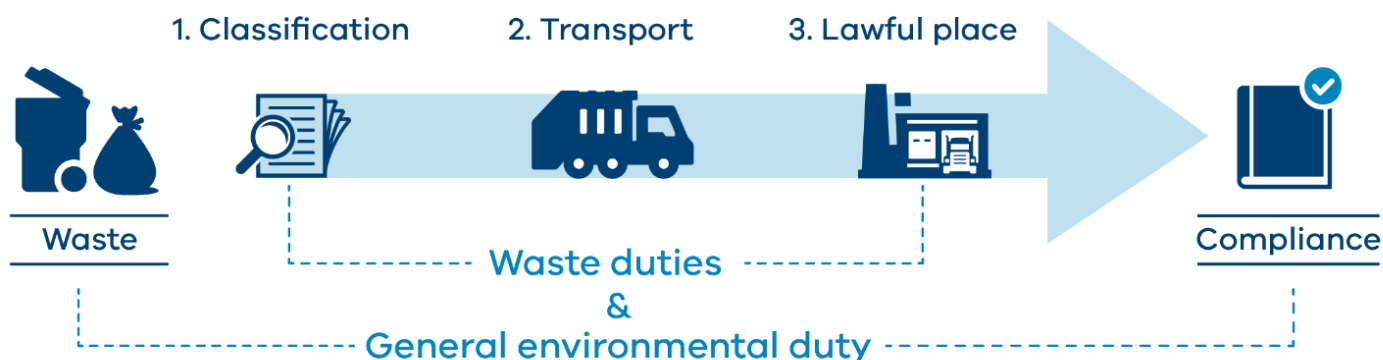 1. Classification
2. Transport
3. Lawful place
Waste
Compliance
Waste duties
&
General environmental duty